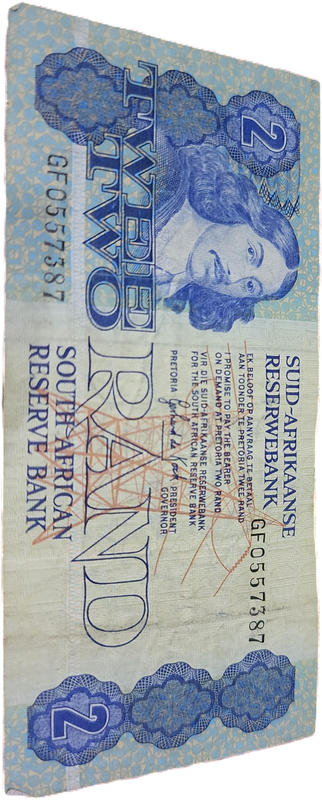 2
TWEE
TWO
RAND
GF0557387
SUID-AFRIKAANSE
RESERWEBANK
EK BELOOF OP AANVRAAG TE BETAAL
AAN TOONDER TE PRETORIA TWEE RAND
I PROMISE TO PAY THE BEARER
ON DEMAND AT PRETORIA TWO RAND
VIR DIE SUID-AFRIKAANSE RESERWEBANK
FOR THE SOUTH AFRICAN RESERVE BANK
PRETORIA
PRESIDENT
GOVERNOR
GF0557387
SOUTH AFRICAN
RESERVE BANK
2